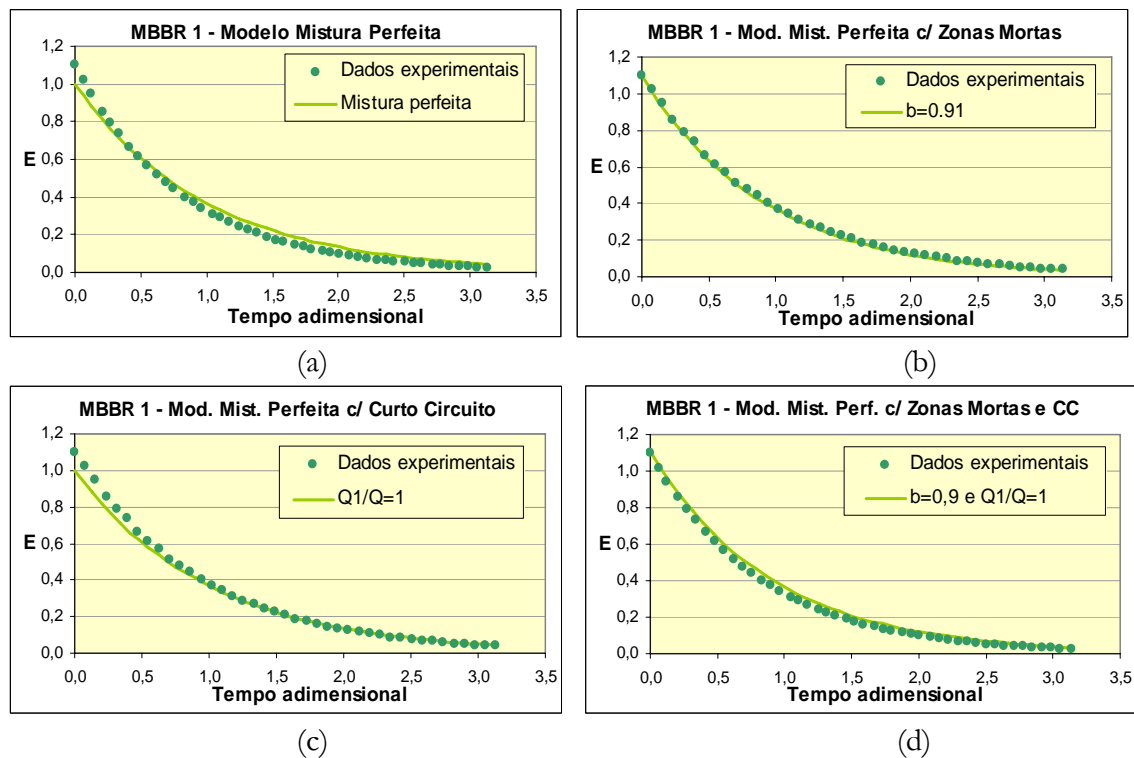 MBBR 1 - Modelo Mistura Perfeita
1,2
1,0
0,8
0,6
0,4
0,2
0,0
E
Dados experimentais
Mistura perfeita
0,0 0,5 1,0 1,5 2,0 2,5 3,0 3,5
Tempo adimensional
(a)
MBBR 1 - Mod. Mist. Perfeita c/ Zonas Mortas
1,2
1,0
0,8
0,6
0,4
0,2
0,0
E
Dados experimentais
b=0.91
0,0 0,5 1,0 1,5 2,0 2,5 3,0 3,5
Tempo adimensional
(b)
MBBR 1 - Mod. Mist. Perfeita c/ Curto Circuito
1,2
1,0
0,8
0,6
0,4
0,2
0,0
E
Dados experimentais
Q1/Q=1
0,0 0,5 1,0 1,5 2,0 2,5 3,0 3,5
Tempo adimensional
(c)
MBBR 1 - Mod. Mist. Perf. c/ Zonas Mortas e CC
1,2
1,0
0,8
0,6
0,4
0,2
0,0
E
Dados experimentais
b=0,9 e Q1/Q=1
0,0 0,5 1,0 1,5 2,0 2,5 3,0 3,5
Tempo adimensional
(d)